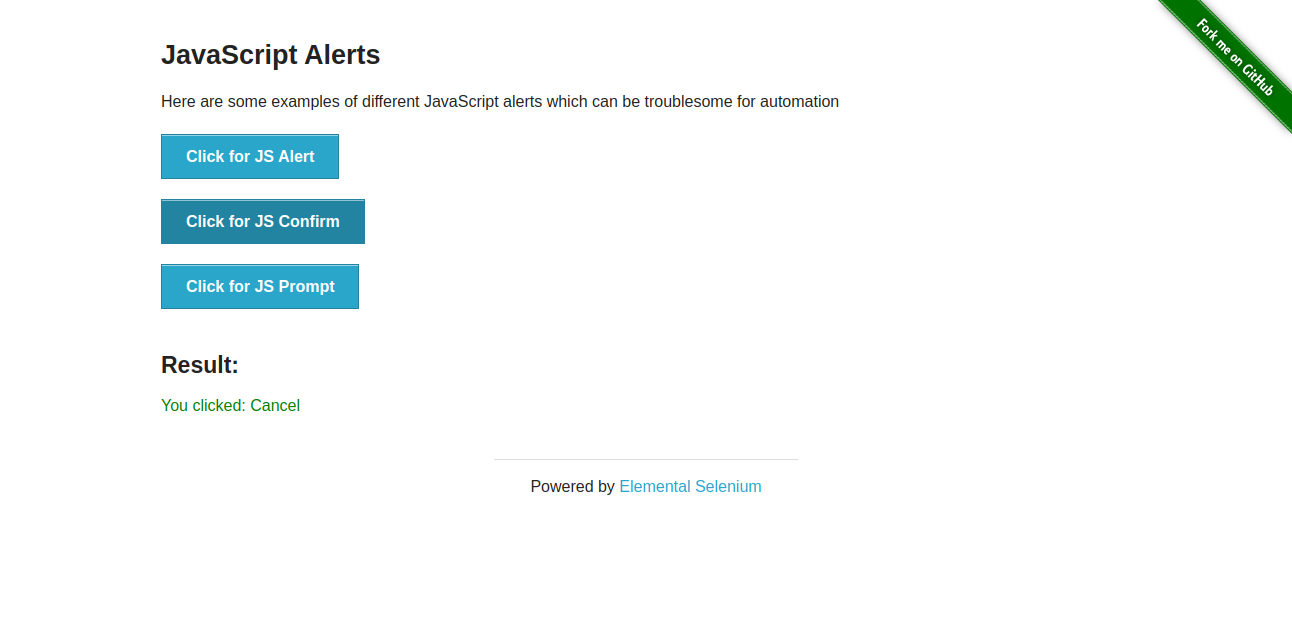 Fork me on GitHub
JavaScript Alerts
Here are some examples of different JavaScript alerts which can be troublesome for automation
Click for JS Alert
Click for JS Confirm
Click for JS Prompt
Result:
You clicked: Cancel
Powered by Elemental Selenium